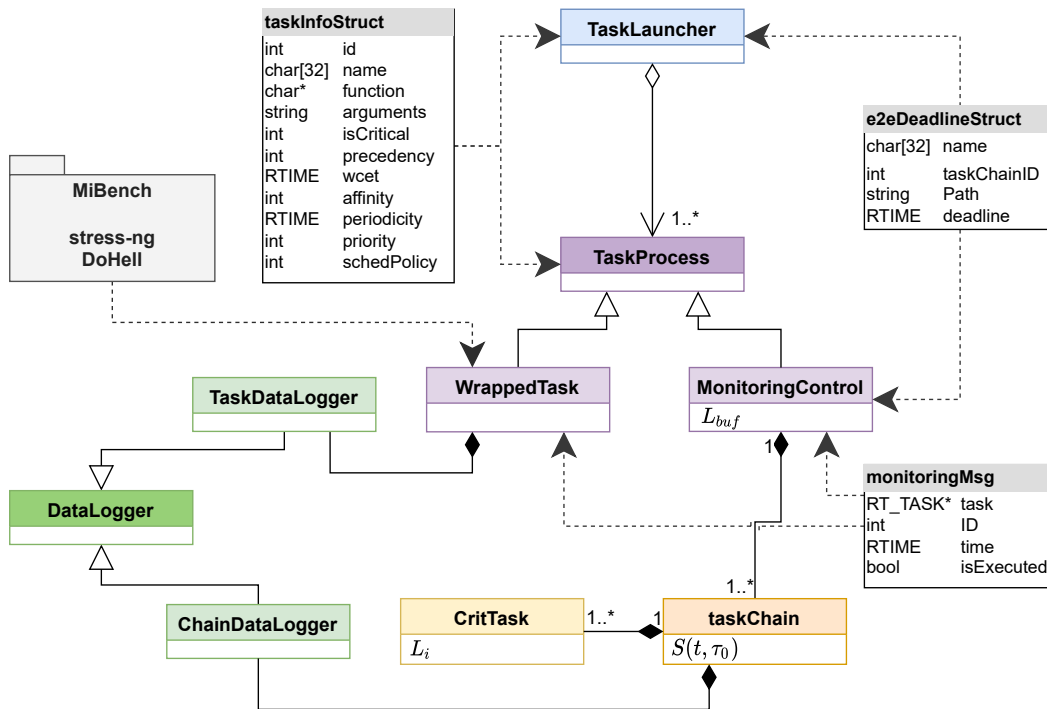 taskInfoStruct
int id
char[32] name
char* function
string arguments
int isCritical
int precedency
RTIME wcet
int affinity
RTIME periodicity
int priority
int schedPolicy
TaskLauncher
1..*
e2eDeadlineStruct
char[32] name
int taskChainID
string Path
RTIME deadline
MiBench
stress-ng
DoHell
TaskProcess
WrappedTask
MonitoringControl
L_{buf}
1
TaskDataLogger
DataLogger
monitoringMsg
RT_TASK* task
int ID
RTIME time
bool isExecuted
1..*
ChainDataLogger
CritTask
L_i
1..*
1
taskChain
S(t, τ_0)